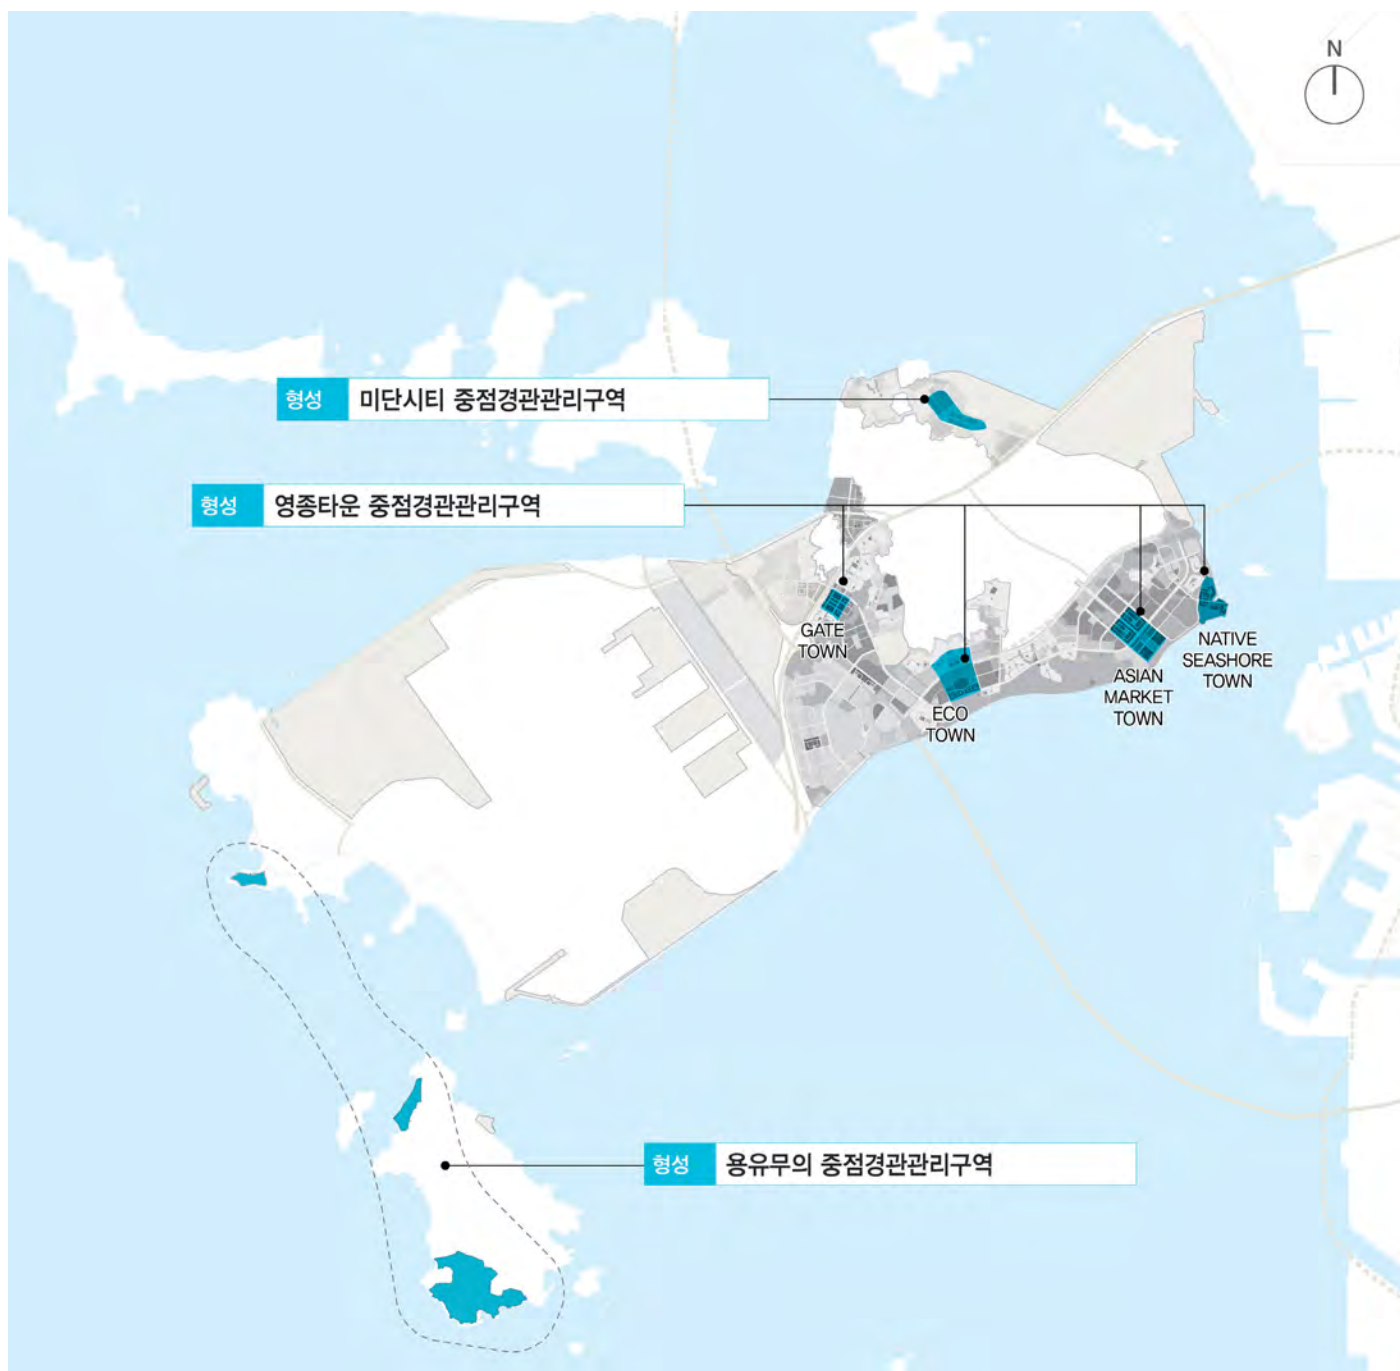 N
형성 미단시티 중점경관관리구역
형성 영종타운 중점경관관리구역
GATE
TOWN
ECO
TOWN
ASIAN
MARKET
TOWN
NATIVE
SEASHORE
TOWN
형성 용유무의 중점경관관리구역